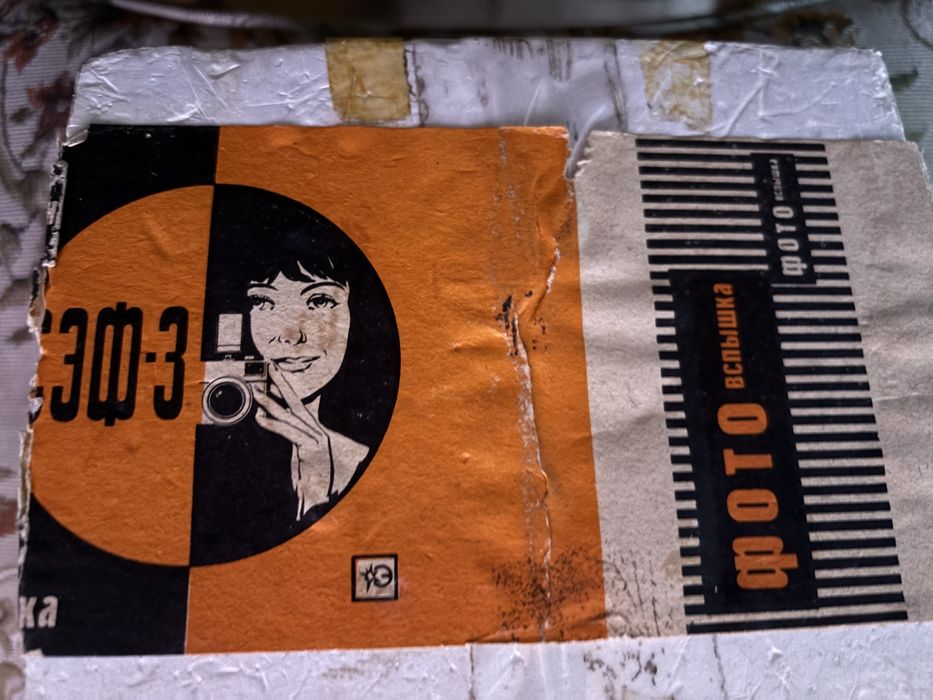 СЭФ-3
ка
фото
вспышка
фото
вспышка